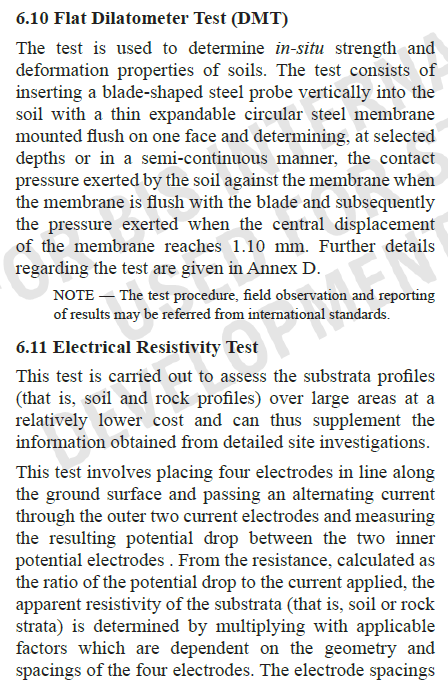 6.10 Flat Dilatometer Test (DMT)
The test is used to determine in-situ strength and
deformation properties of soils. The test consists of
inserting a blade-shaped steel probe vertically into the
soil with a thin expandable circular steel membrane
mounted flush on one face and determining, at selected
depths or in a semi-continuous manner, the contact
pressure exerted by the soil against the membrane when
the membrane is flush with the blade and subsequently
the pressure exerted when the central displacement
of the membrane reaches 1.10 mm. Further details
regarding the test are given in Annex D.
NOTE — The test procedure, field observation and reporting
of results may be referred from international standards.
6.11 Electrical Resistivity Test
This test is carried out to assess the substrata profiles
(that is, soil and rock profiles) over large areas at a
relatively lower cost and can thus supplement the
information obtained from detailed site investigations.
This test involves placing four electrodes in line along
the ground surface and passing an alternating current
through the outer two current electrodes and measuring
the resulting potential drop between the two inner
potential electrodes . From the resistance, calculated as
the ratio of the potential drop to the current applied, the
apparent resistivity of the substrata (that is, soil or rock
strata) is determined by multiplying with applicable
factors which are dependent on the geometry and
spacings of the four electrodes. The electrode spacings
OR BIS INTERNA
USED FOR S
DEVELOPMENT